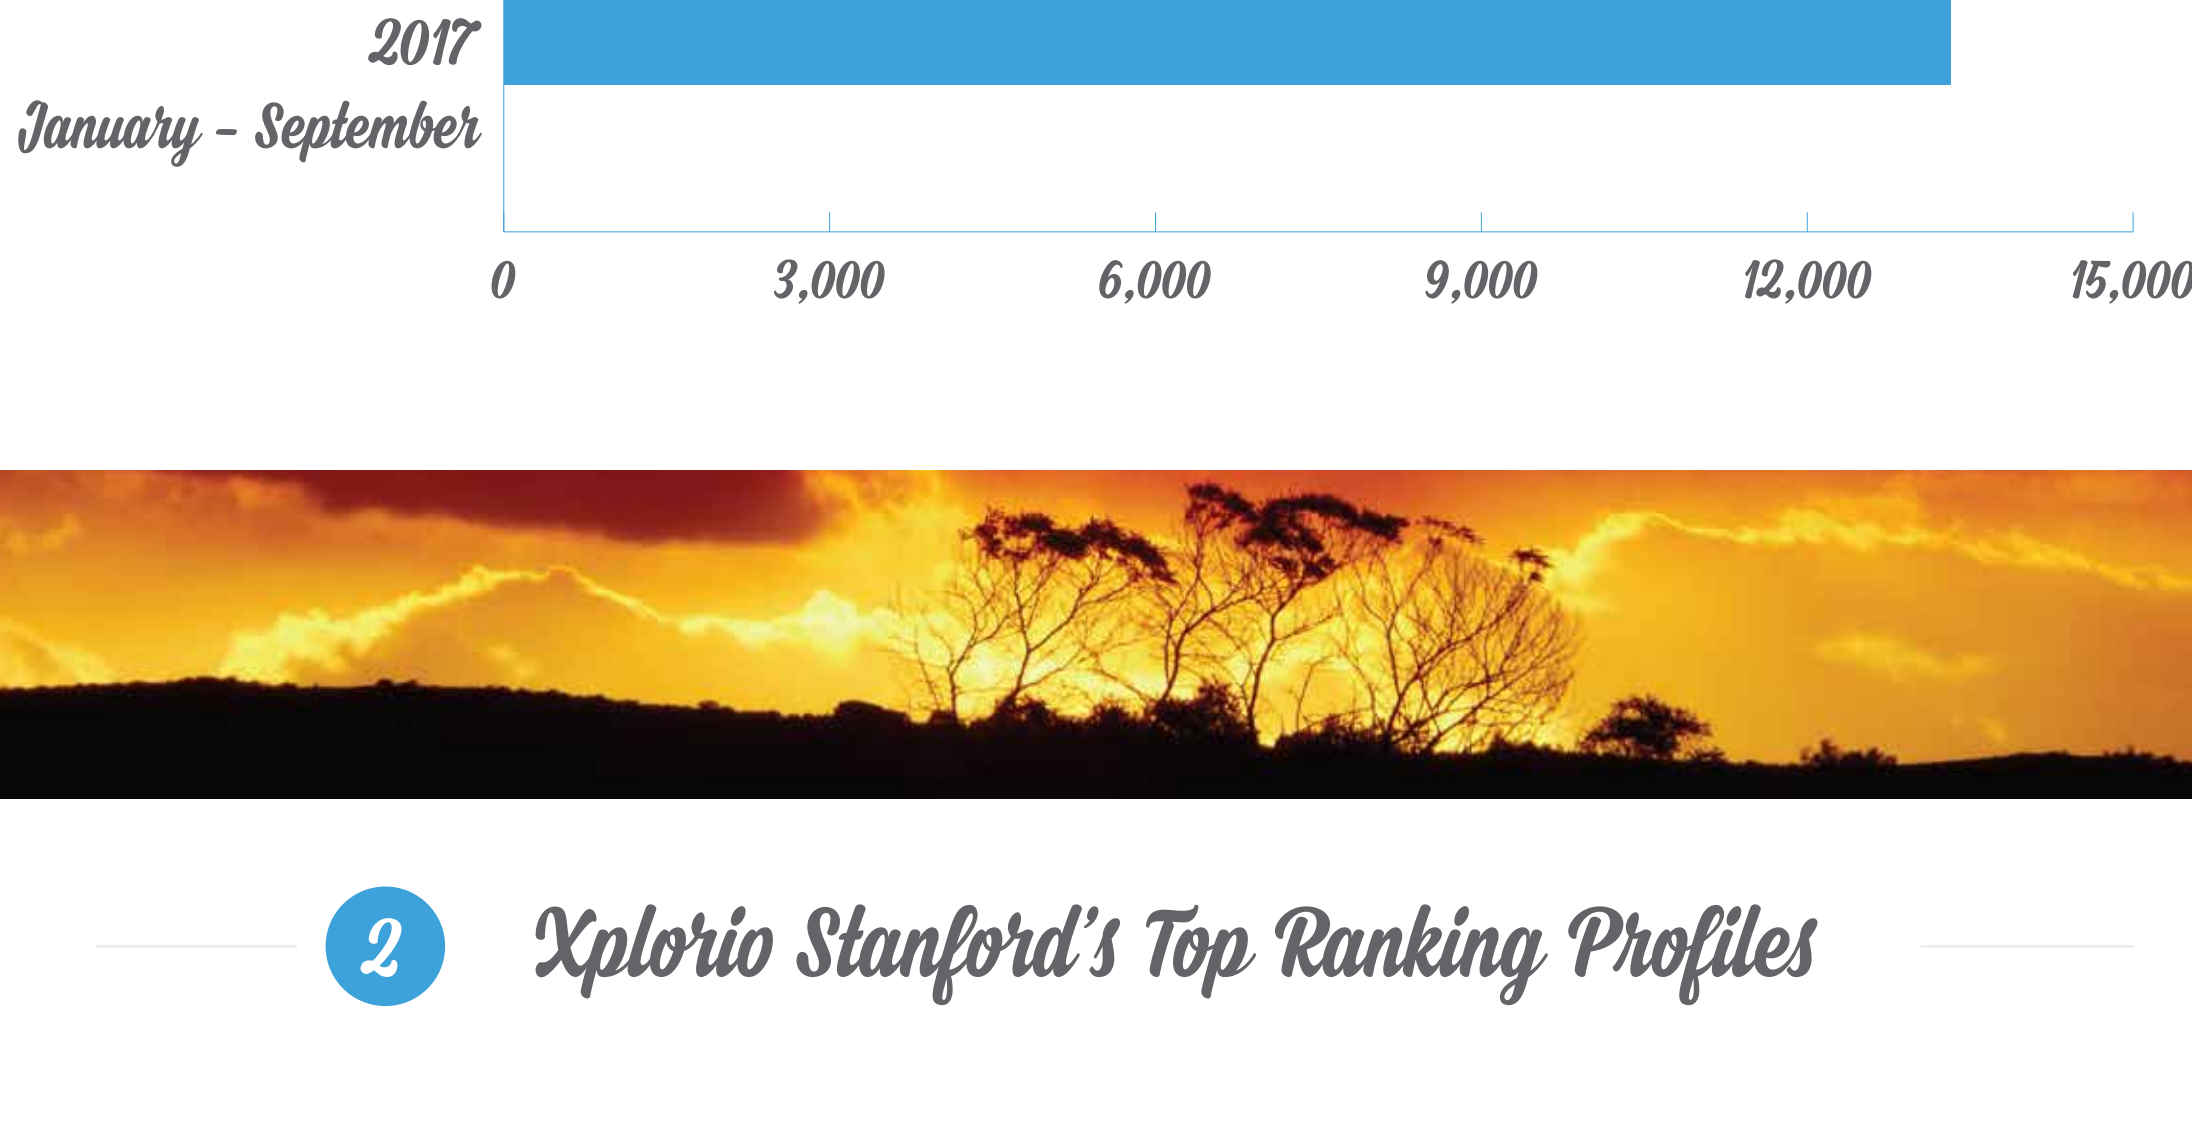 2017
January - September
0 3,000 6,000 9,000 12,000 15,000
2 Xplorio Stanford's Top Ranking Profiles